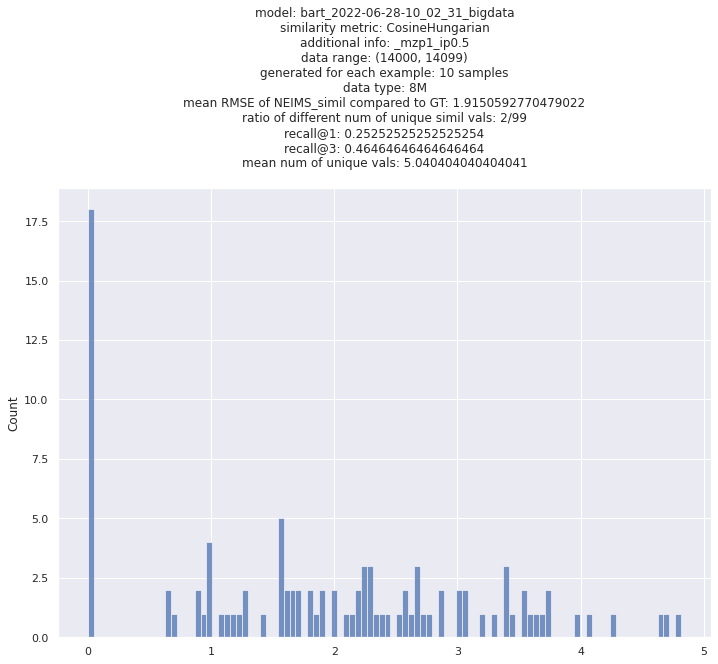 model: bart_2022-06-28-10_02_31_bigdata
similarity metric: CosineHungarian
additional info: _mzp1_ip0.5
data range: (14000, 14099)
generated for each example: 10 samples
data type: 8M
mean RMSE of NEIMS_simil compared to GT: 1.9150592770479022
ratio of different num of unique simil vals: 2/99
recall@1: 0.25252525252525254
recall@3: 0.46464646464646464
mean num of unique vals: 5.040404040404041
17.5
15.0
12.5
10.0
7.5
5.0
2.5
0.0
Count
0 1 2 3 4 5